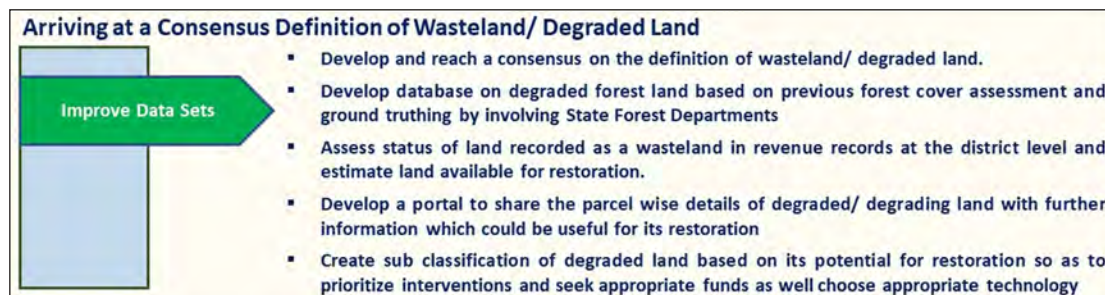 Arriving at a Consensus Definition of Wasteland/ Degraded Land
Improve Data Sets
▪ Develop and reach a consensus on the definition of wasteland/ degraded land.
▪ Develop database on degraded forest land based on previous forest cover assessment and
ground truthing by involving State Forest Departments
▪ Assess status of land recorded as a wasteland in revenue records at the district level and
estimate land available for restoration.
▪ Develop a portal to share the parcel wise details of degraded/ degrading land with further
information which could be useful for its restoration
▪ Create sub classification of degraded land based on its potential for restoration so as to
prioritize interventions and seek appropriate funds as well choose appropriate technology